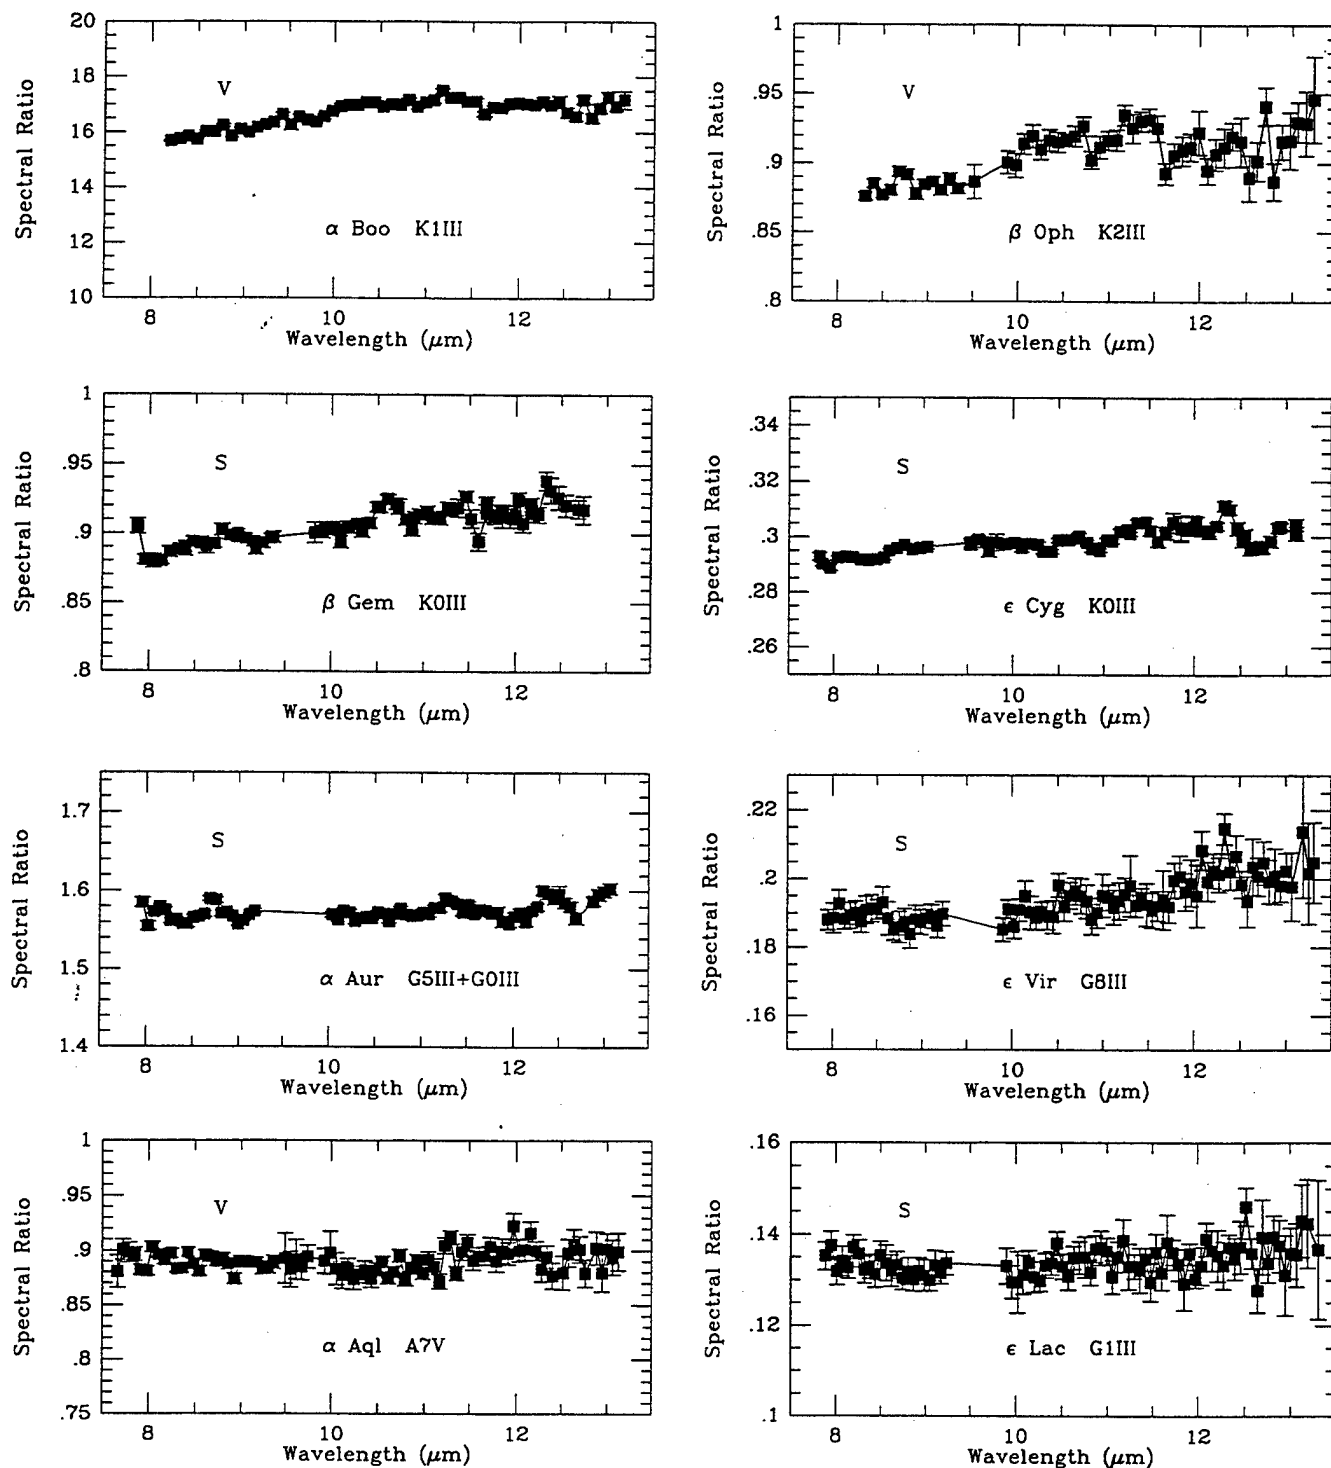 20
18
16
14
12
10
Spectral Ratio
V
α Boo K1III
8 10 12
Wavelength (μm)
1
.95
.9
.85
.8
Spectral Ratio
V
β Oph K2III
8 10 12
Wavelength (μm)
1
.95
.9
.85
.8
Spectral Ratio
S
β Gem K0III
8 10 12
Wavelength (μm)
.34
.32
.3
.28
.26
Spectral Ratio
S
ϵ Cyg K0III
8 10 12
Wavelength (μm)
1.7
1.6
1.5
1.4
Spectral Ratio
S
α Aur G5III+G0III
8 10 12
Wavelength (μm)
.22
.2
.18
.16
Spectral Ratio
S
ϵ Vir G8III
8 10 12
Wavelength (μm)
1
.95
.9
.85
.8
.75
Spectral Ratio
V
α Aql A7V
8 10 12
Wavelength (μm)
.16
.14
.12
.1
Spectral Ratio
S
ϵ Lac G1III
8 10 12
Wavelength (μm)